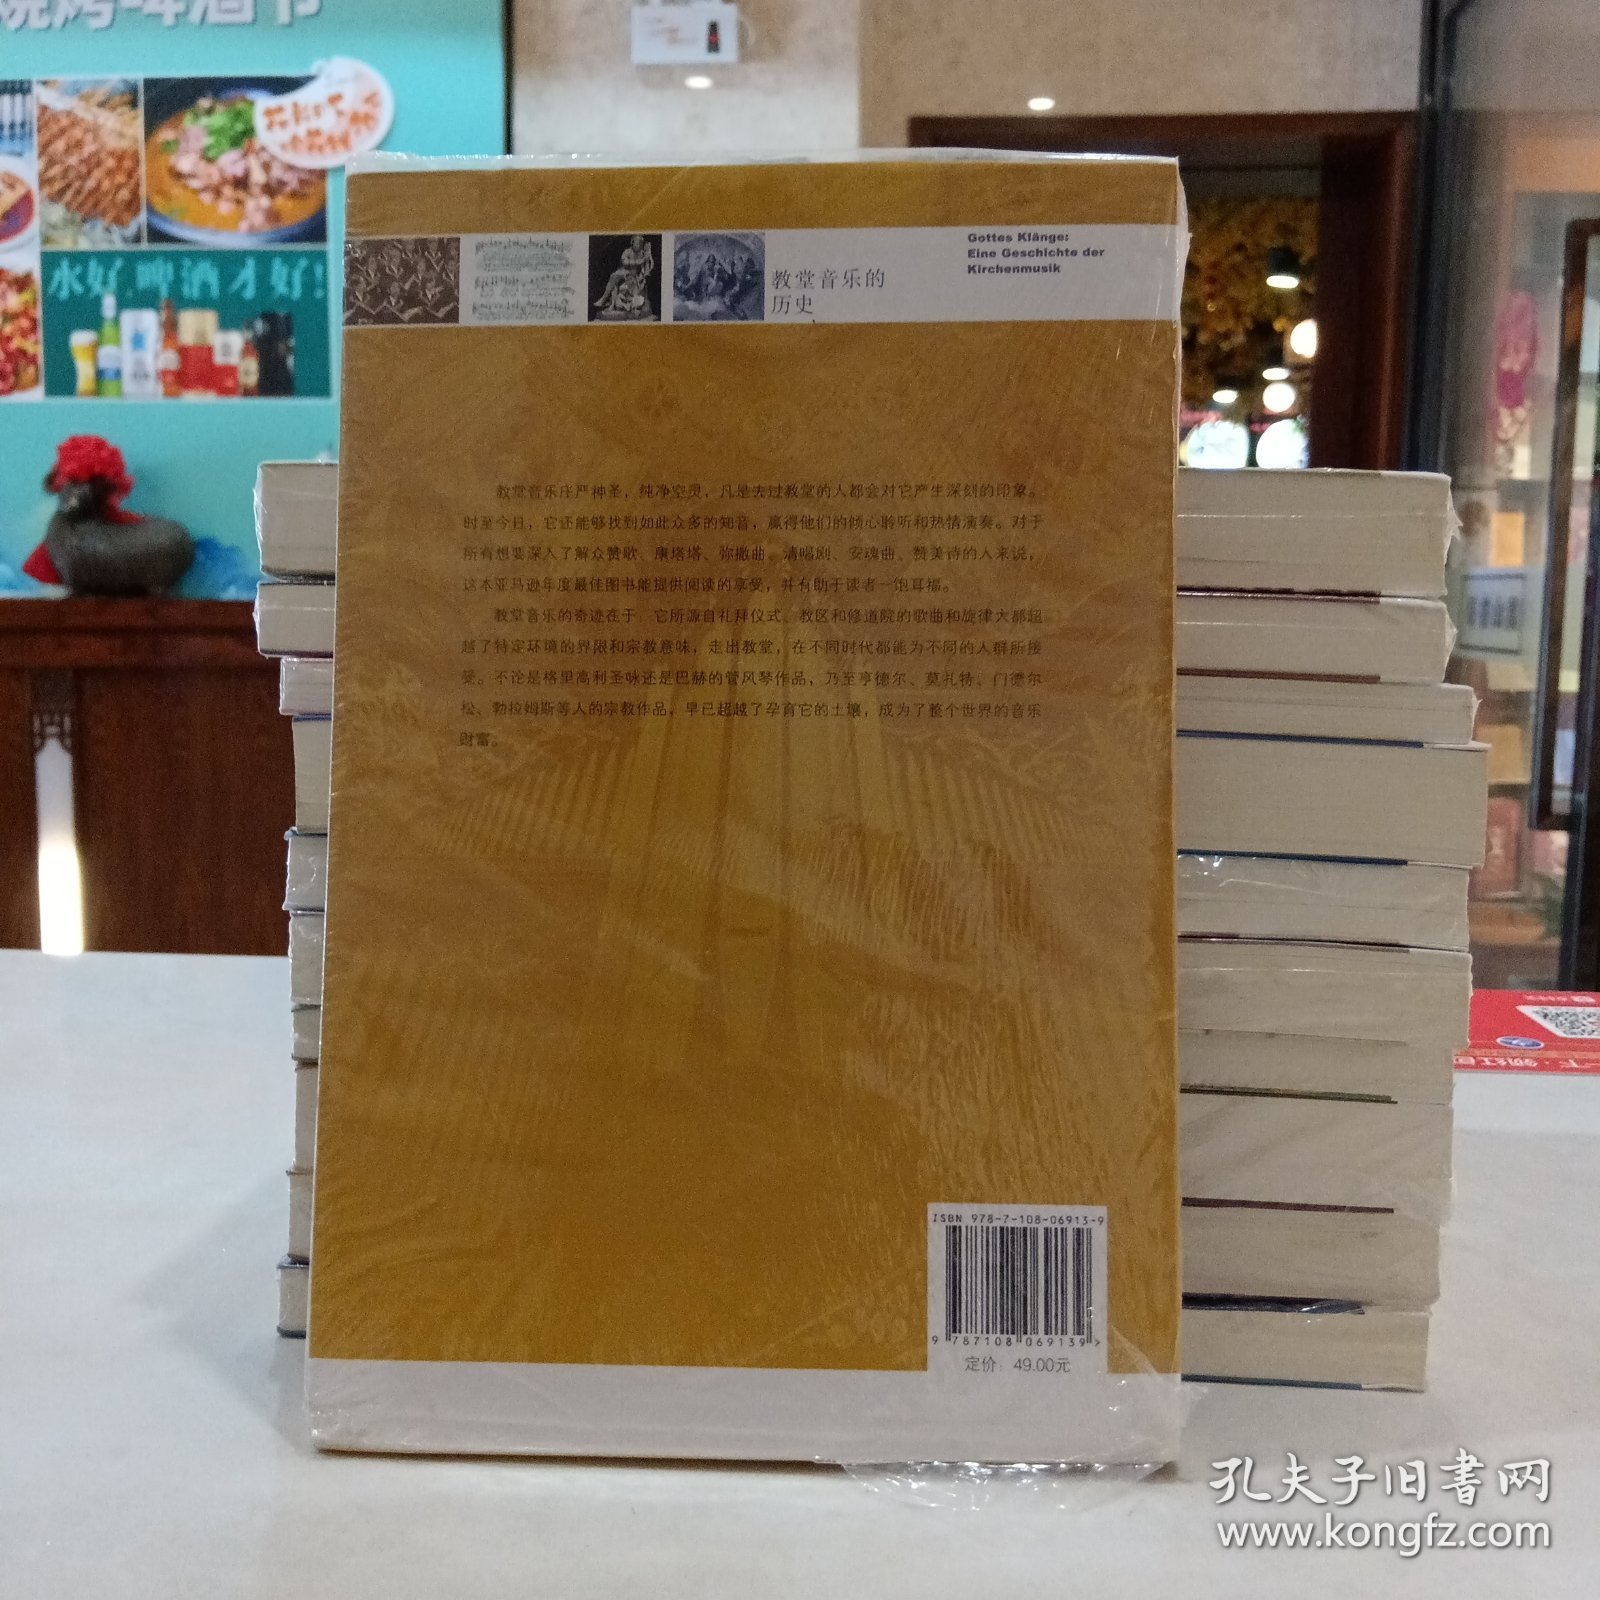 烧烤啤酒节
水好 啤酒才好!
Gottes Klänge:
Eine Geschichte der
Kirchenmusik
教堂音乐的
历史
教堂音乐庄严神圣，纯净空灵，凡是去过教堂的人都会对它产生深刻的印象。
时至今日，它还能够找到如此众多的知音，赢得他们的倾心聆听和热情演奏。对于
所有想要深入了解众赞歌、康塔塔、弥撒曲、清唱剧、安魂曲、赞美诗的人来说，
这本亚马逊年度最佳图书能提供阅读的享受，并有助于读者一饱耳福。
教堂音乐的奇迹在于：它所源自礼拜仪式、教区和修道院的歌曲和旋律大都超
越了特定环境的界限和宗教意味，走出教堂，在不同时代都能为不同的人群所接
受。不论是格里高利圣咏还是巴赫的管风琴作品，乃至亨德尔、莫扎特、门德尔
松、勃拉姆斯等人的宗教作品，早已超越了孕育它的土壤，成为了整个世界的音乐
财富。
ISBN 978-7-108-06913-9
9 787108 069139 >
定价：49.00元
孔夫子旧书网
www.kongfz.com